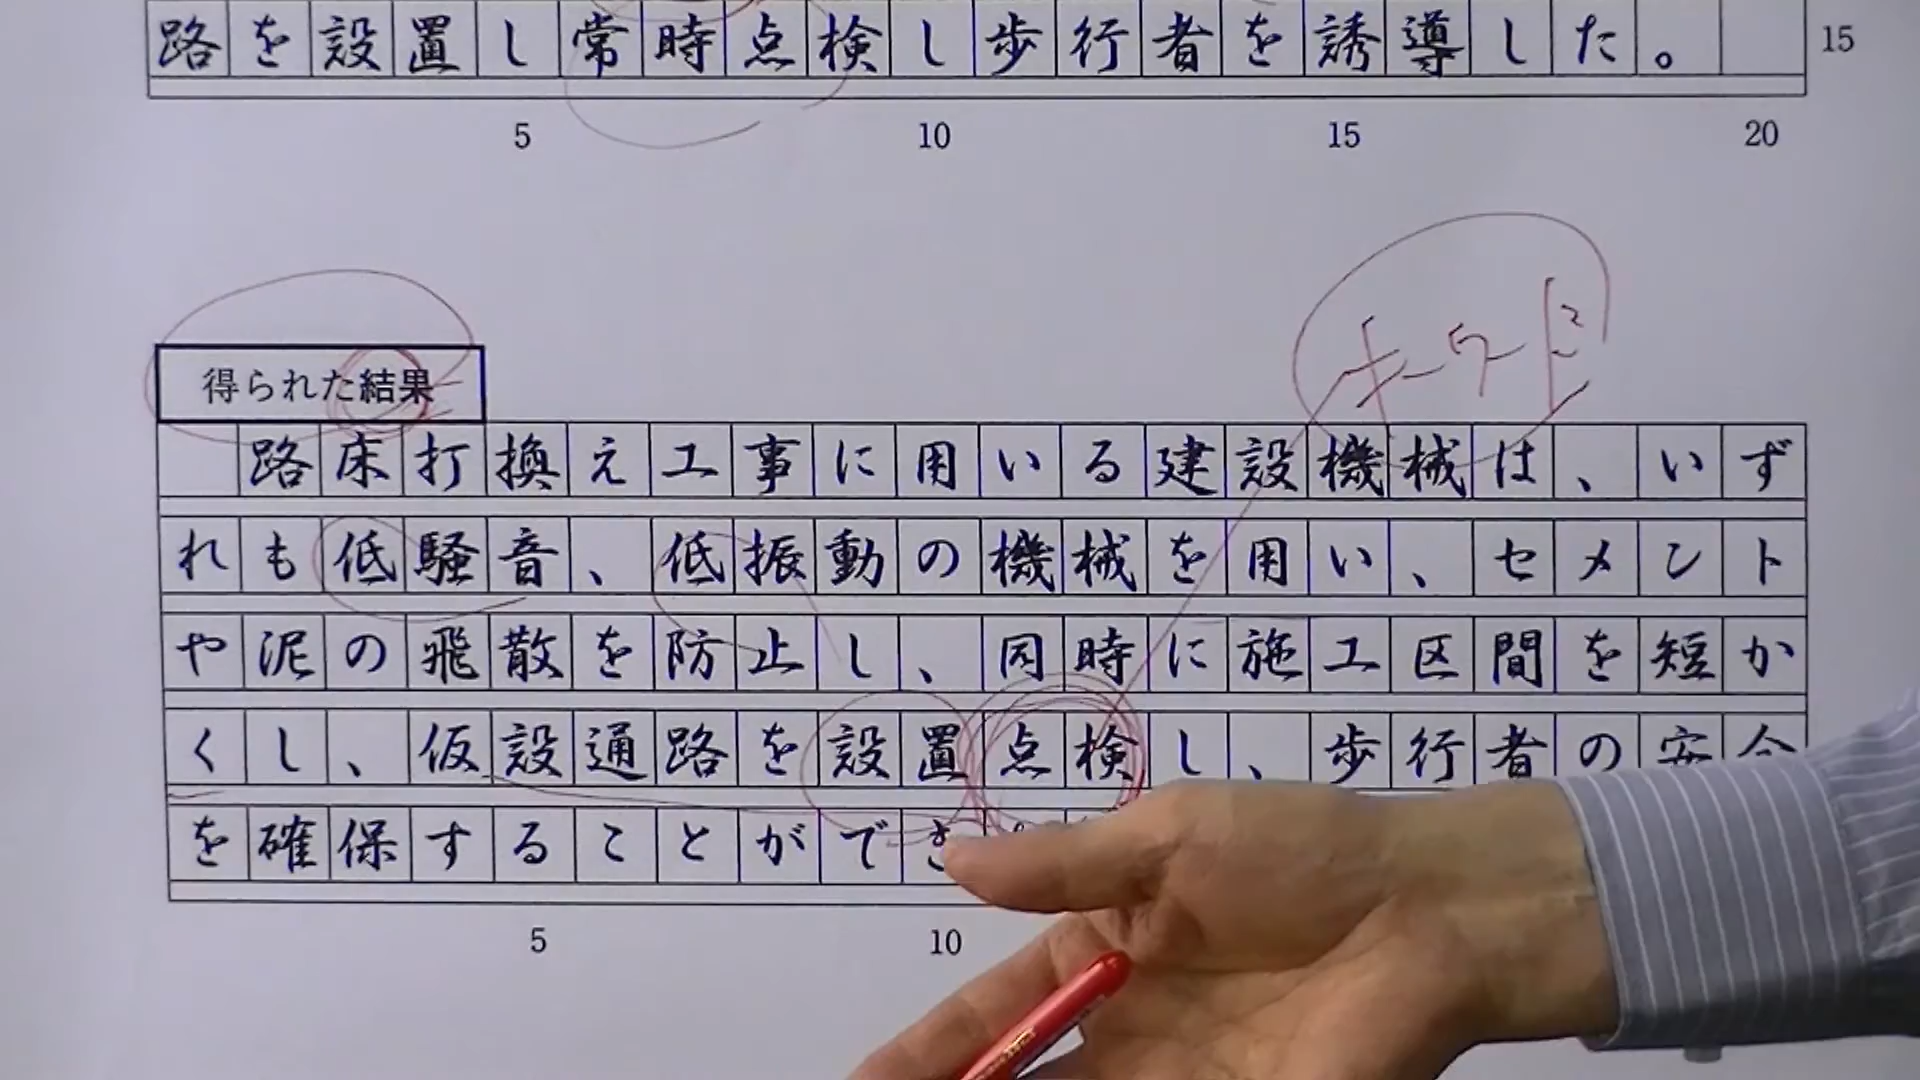 路を設置し常時点検し歩行者を誘導した。 15
5 10 15 20
キーワード
得られた結果
路床打換え工事に用いる建設機械は、いず
れも低騒音、低振動の機械を用い、セメント
や泥の飛散を防止し、同時に施工区間を短か
くし、仮設通路を設置点検し、歩行者の安全
を確保することができ
5 10